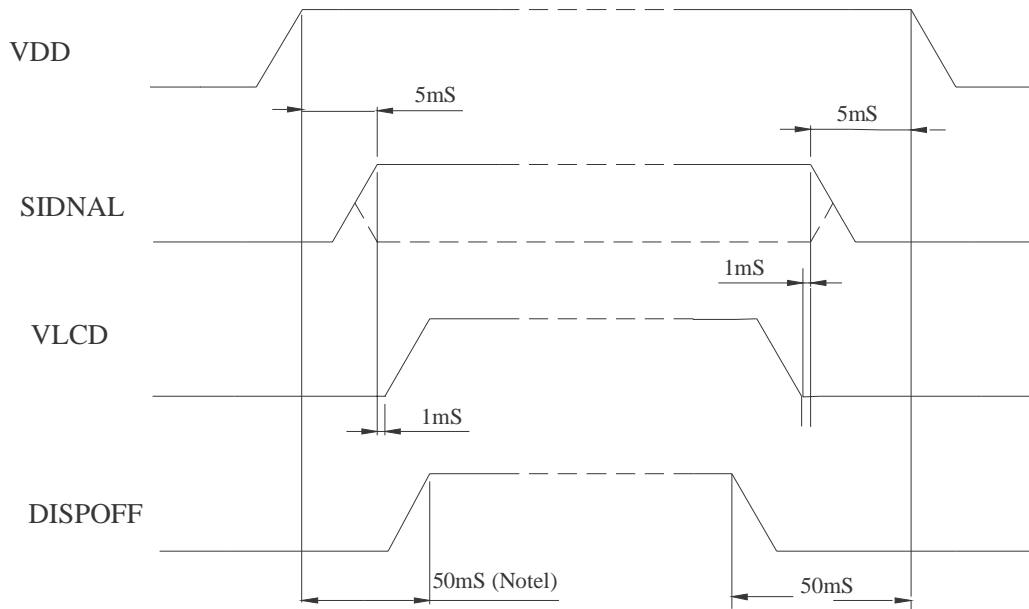 VDD
5mS
5mS
SIDNAL
1mS
VLCD
1mS
DISPOFF
50mS (Notel)
50mS